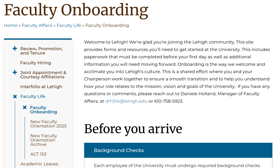 Faculty Onboarding
Home > Faculty Affairs > Faculty Life > Faculty Onboarding
Review, Promotion, and Tenure
Faculty Hiring
Joint Appointment & Courtesy Affiliations
Interfolio at Lehigh
Faculty Life
Faculty Onboarding
New Faculty Orientation 2025
New Faculty Orientation Archive
ACT 153
Academic Leaves
Welcome to Lehigh! We're glad you're joining the Lehigh community. This site
provides forms and resources you'll need to get started at the University. This includes
paperwork that must be completed before your first day as well as additional
information you will need moving forward. Onboarding is the way we welcome and
acclimate you into Lehigh's culture. This is a shared effort where you and your
Chairperson work together to ensure a smooth transition and to help you understand
how your role relates to the mission, vision and goals of the University. If you have
any questions or comments, please reach out to Daniele Holland, Manager of Faculty
Affairs, at or 610-758-5923.
Before you arrive
Background Checks
Each employee of the University must undergo required background checks